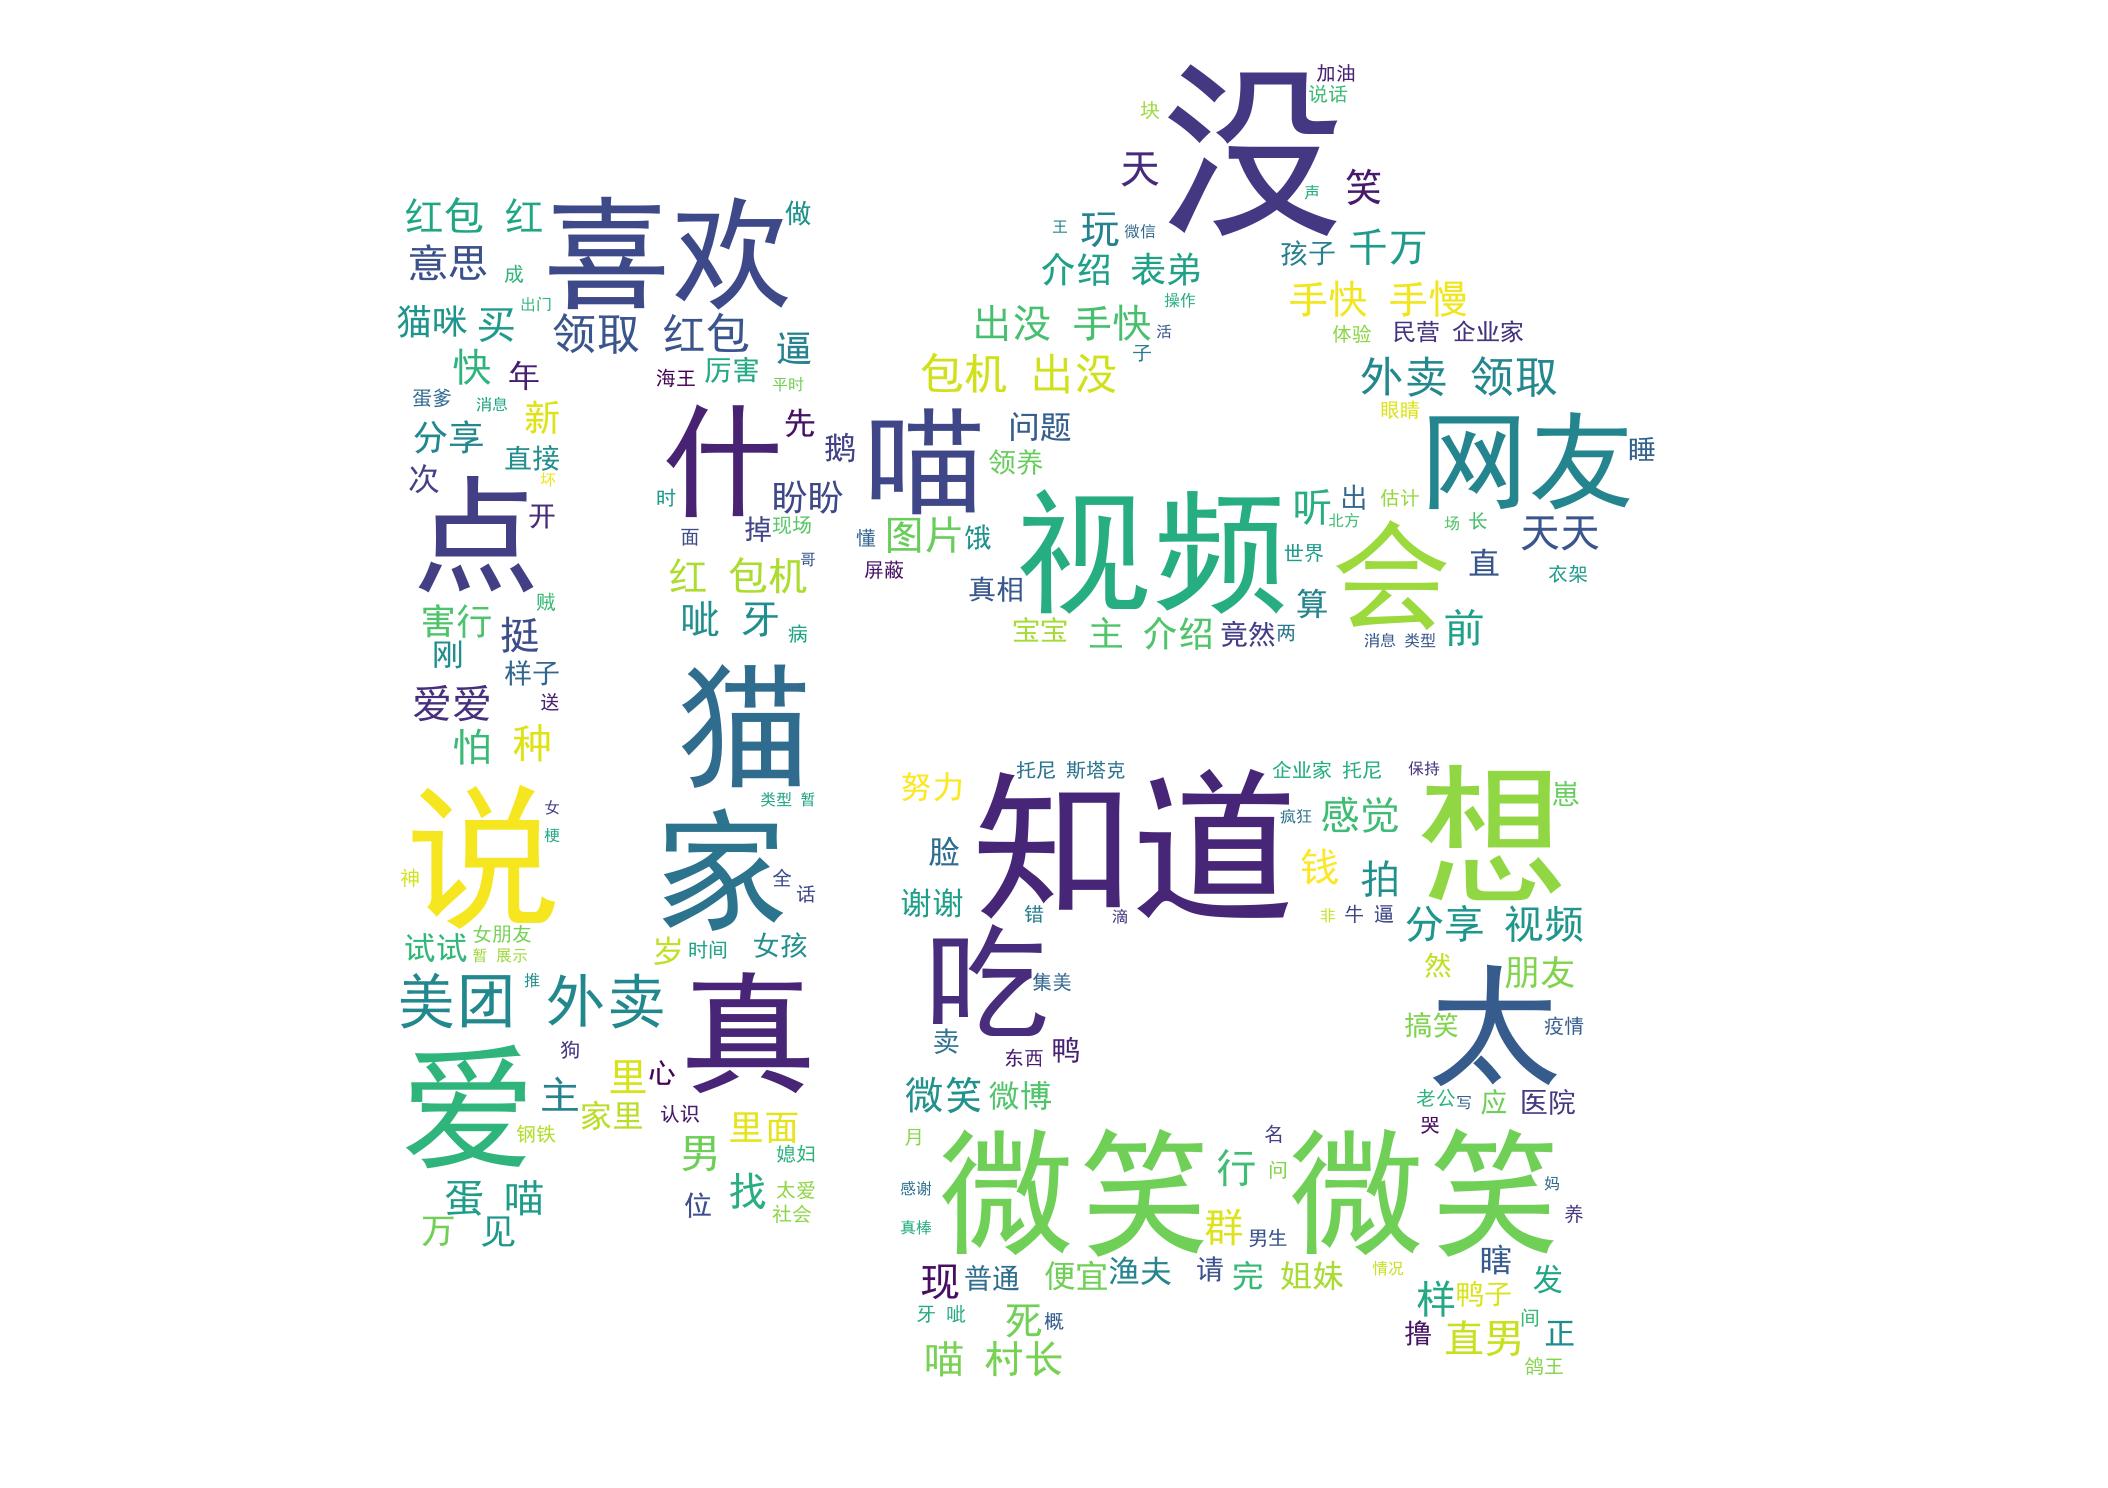 没
加油
说话
块
天
声
笑
红包 红
喜欢
做
意思
成
王
玩
微信
孩子
千万
介绍 表弟
猫咪
买
出门
领取 红包
逼
操作
手快 手慢
出没 手快
活
体验
民营 企业家
快
年
海王
厉害
平时
子
包机 出没
外卖 领取
蛋爹
消息
新
什
先
喵
问题
眼睛
网友
睡
分享
直接
鹅
领养
次
坏
点
开
时
盼盼
视频
听
出
估计
北方
面
掉
现场
懂
图片
饿
场
长
天天
哥
屏蔽
世界
会
直
衣架
红 包机
真相
贼
害行
挺
呲 牙
病
宝宝
主 介绍
竟然
两
算
消息 类型
前
刚
样子
爱爱
送
猫
怕
种
努力
托尼 斯塔克
知道
企业家 托尼
保持
想
崽
类型 暂
说
女
梗
家
疯狂
感觉
脸
钱
拍
神
全
话
谢谢
错
滴
非
牛 逼
分享 视频
试试
女朋友
暂 展示
岁
时间
女孩
吃
然
朋友
美团 外卖
推
真
集美
太
搞笑
疫情
狗
卖
东西
鸭
爱
主
里
心
微笑
微博
老公
写
应
医院
家里
认识
哭
钢铁
里面
月
微笑 微笑
名
男
媳妇
行
问
蛋 喵
位
找
太爱
感谢
妈
社会
真棒
群
男生
养
万
见
现
普通
便宜
渔夫
请
完
姐妹
情况
瞎
发
牙 呲
死
概
样
鸭子
间
撸
直男
正
喵 村长
鸽王